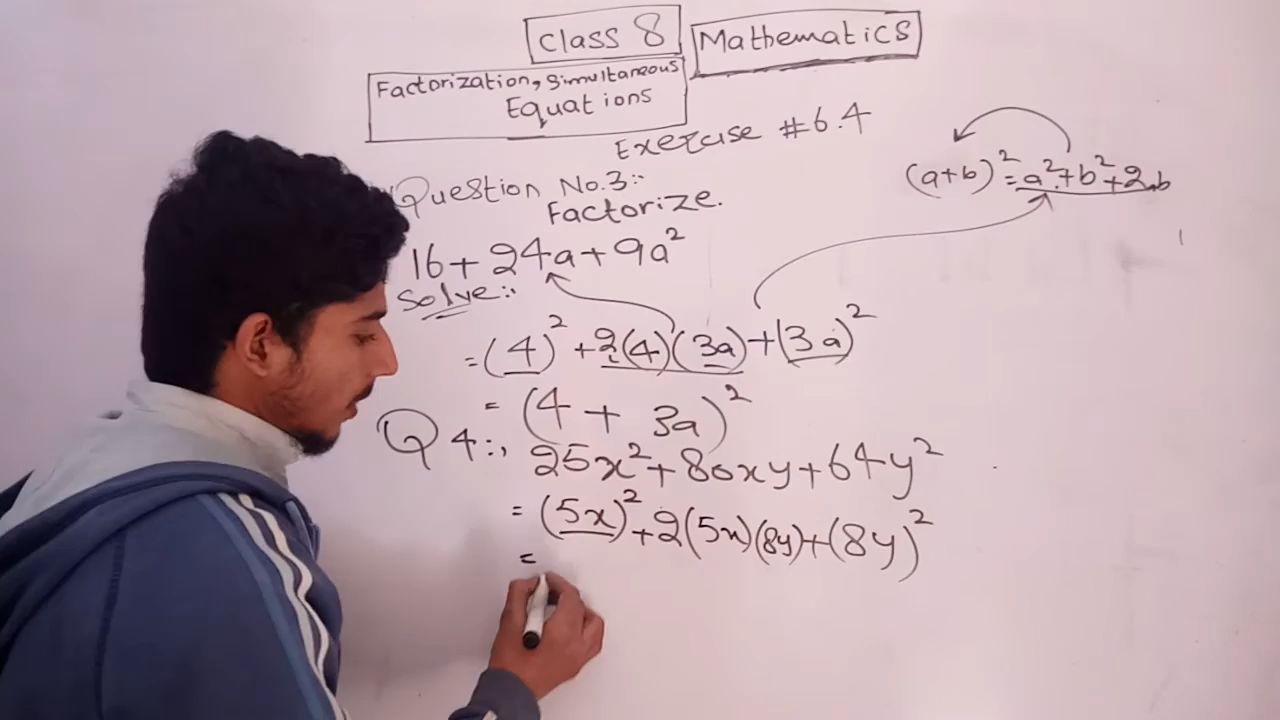 Class 8
Mathematics
Factorization, Simultaneous
Equations
Exercise #6.4
(a+b)²=a²+b²+2ab
Question No.3:-
Factorize.
16+24a+9a²
Solve:-
=(4)²+2(4)(3a)+(3a)²
=(4+3a)²
Q4:-
25x²+80xy+64y²
=(5x)²+2(5x)(8y)+(8y)²
=